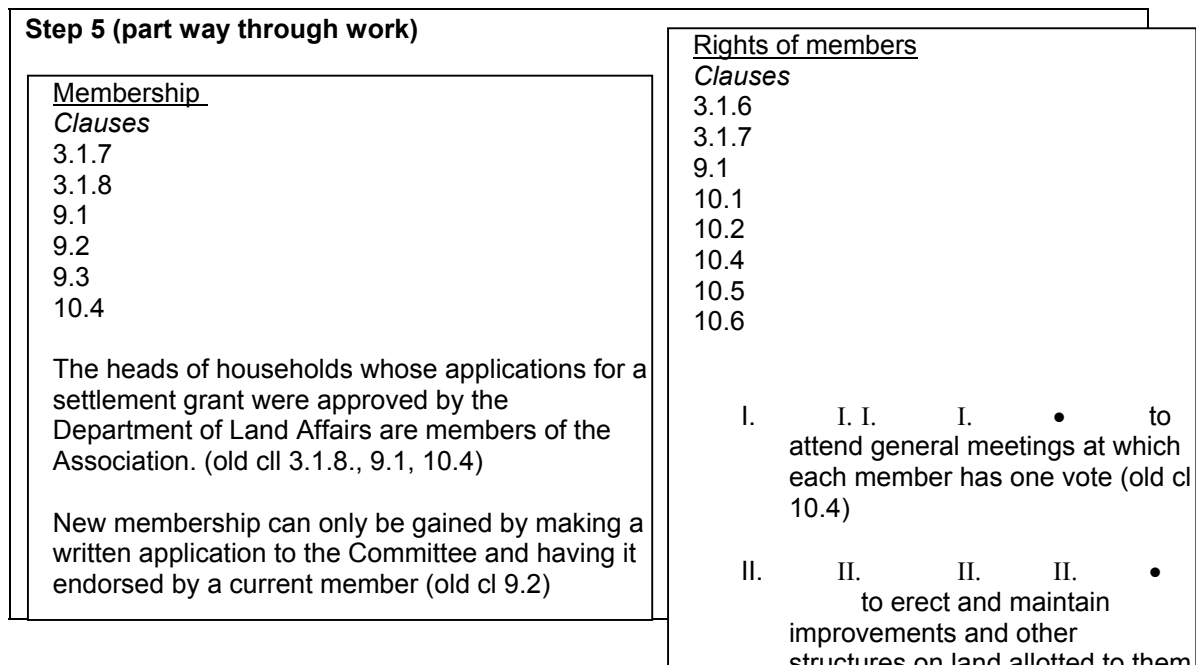 Step 5 (part way through work)
Membership
Clauses
3.1.7
3.1.8
9.1
9.2
9.3
10.4
The heads of households whose applications for a
settlement grant were approved by the
Department of Land Affairs are members of the
Association. (old cll 3.1.8., 9.1, 10.4)
New membership can only be gained by making a
written application to the Committee and having it
endorsed by a current member (old cl 9.2)
Rights of members
Clauses
3.1.6
3.1.7
9.1
10.1
10.2
10.4
10.5
10.6
I. I. I. I. • to
attend general meetings at which
each member has one vote (old cl
10.4)
II. II. II. II. •
to erect and maintain
improvements and other
structures on land allotted to them